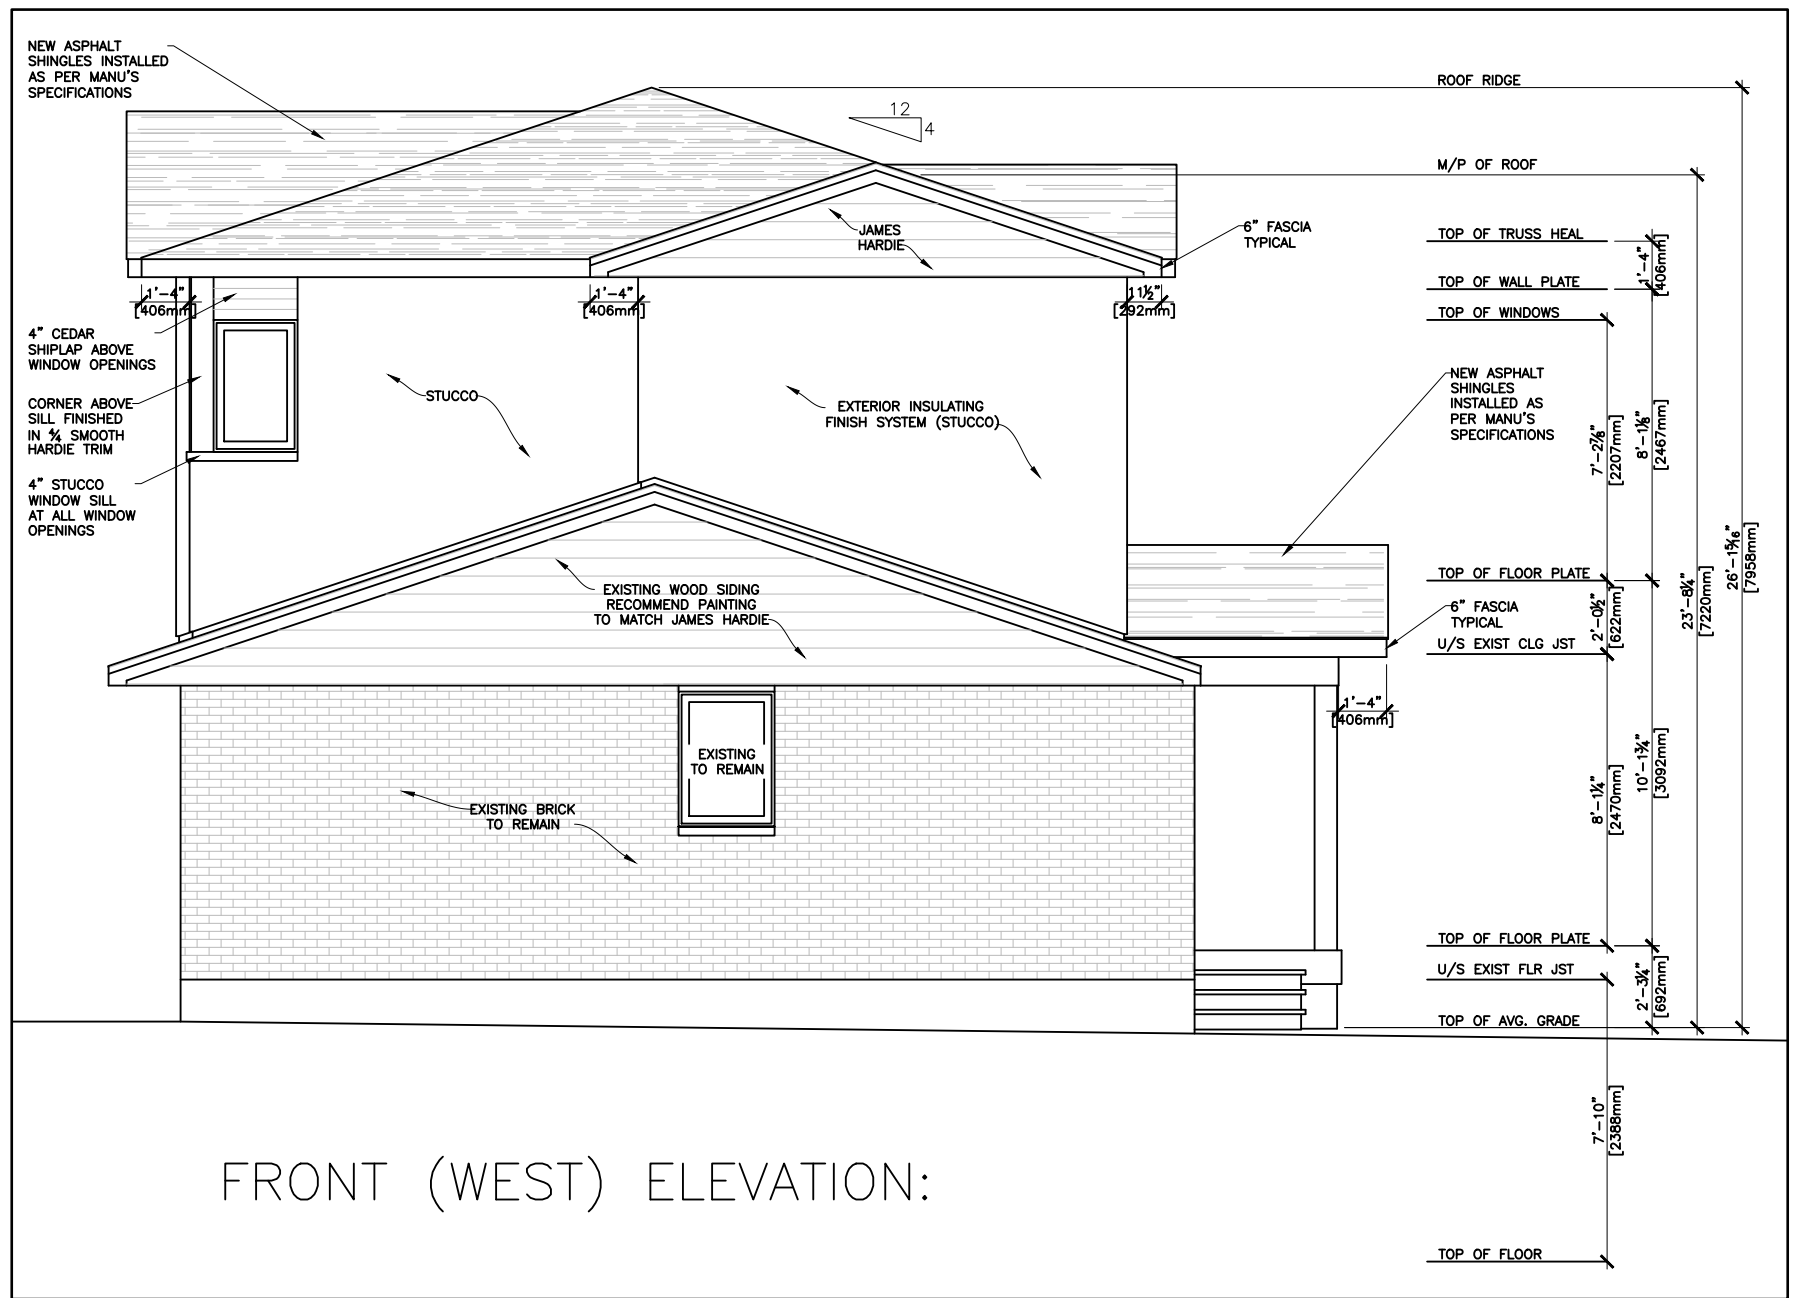 NEW ASPHALT
SHINGLES INSTALLED
AS PER MANU'S
SPECIFICATIONS
12
4
ROOF RIDGE
M/P OF ROOF
JAMES
HARDIE
6" FASCIA
TYPICAL
TOP OF TRUSS HEAL
1'-4"
[406mm]
TOP OF WALL PLATE
TOP OF WINDOWS
1'-4"
[406mm]
1'-4"
[406mm]
11½"
[292mm]
4" CEDAR
SHIPLAP ABOVE
WINDOW OPENINGS
CORNER ABOVE
SILL FINISHED
IN 5/4 SMOOTH
HARDIE TRIM
4" STUCCO
WINDOW SILL
AT ALL WINDOW
OPENINGS
STUCCO
EXTERIOR INSULATING
FINISH SYSTEM (STUCCO)
NEW ASPHALT
SHINGLES
INSTALLED AS
PER MANU'S
SPECIFICATIONS
7'-2⅞"
[2207mm]
8'-1⅛"
[2467mm]
EXISTING WOOD SIDING
RECOMMEND PAINTING
TO MATCH JAMES HARDIE
TOP OF FLOOR PLATE
6" FASCIA
TYPICAL
U/S EXIST CLG JST
2'-0½"
[622mm]
23'-8¼"
[7220mm]
26'-1 5/16"
[7958mm]
1'-4"
[406mm]
EXISTING
TO REMAIN
EXISTING BRICK
TO REMAIN
8'-1¼"
[2470mm]
10'-1¾"
[3092mm]
TOP OF FLOOR PLATE
U/S EXIST FLR JST
2'-3¼"
[692mm]
TOP OF AVG. GRADE
7'-10"
[2388mm]
FRONT (WEST) ELEVATION:
TOP OF FLOOR